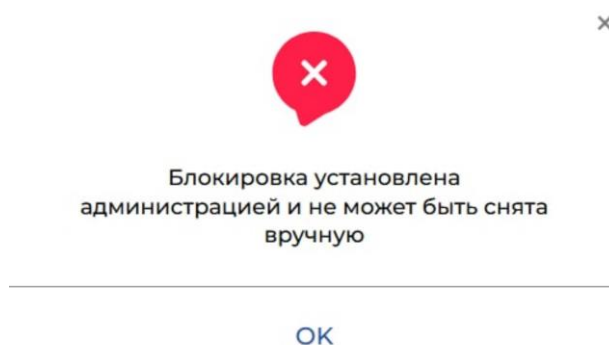 Блокировка установлена
администрацией и не может быть снята
вручную
OK